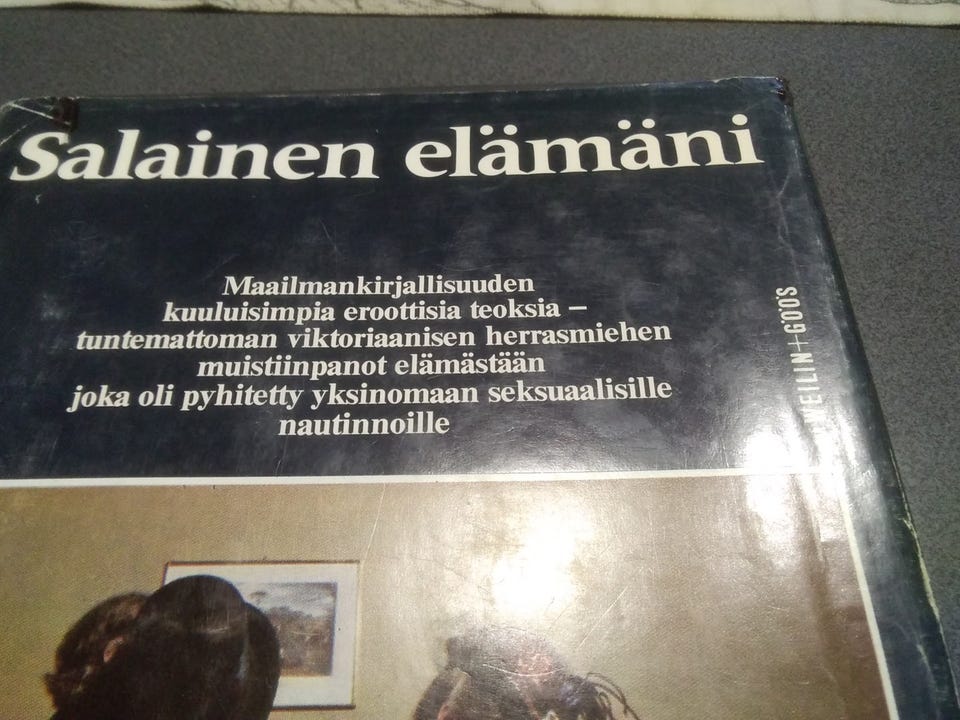 Salainen elämäni
Maailmankirjallisuuden
kuuluisimpia eroottisia teoksia –
tuntemattoman viktoriaanisen herrasmiehen
muistiinpanot elämästään
joka oli pyhitetty yksinomaan seksuaalisille
nautinnoille
WEILIN+GÖÖS